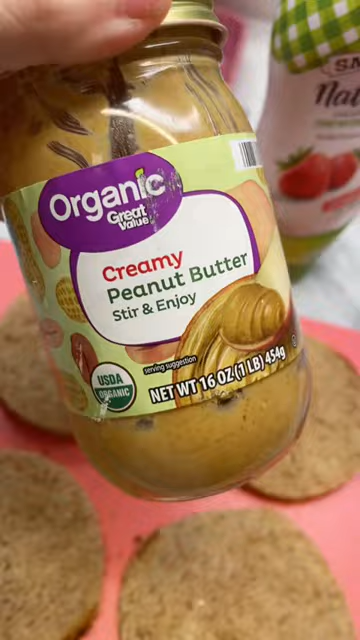 SM
Nat
Organic
Great
Value
Creamy
Peanut Butter
Stir & Enjoy
serving suggestion
USDA
ORGANIC
NET WT 16 OZ (1 LB) 454g